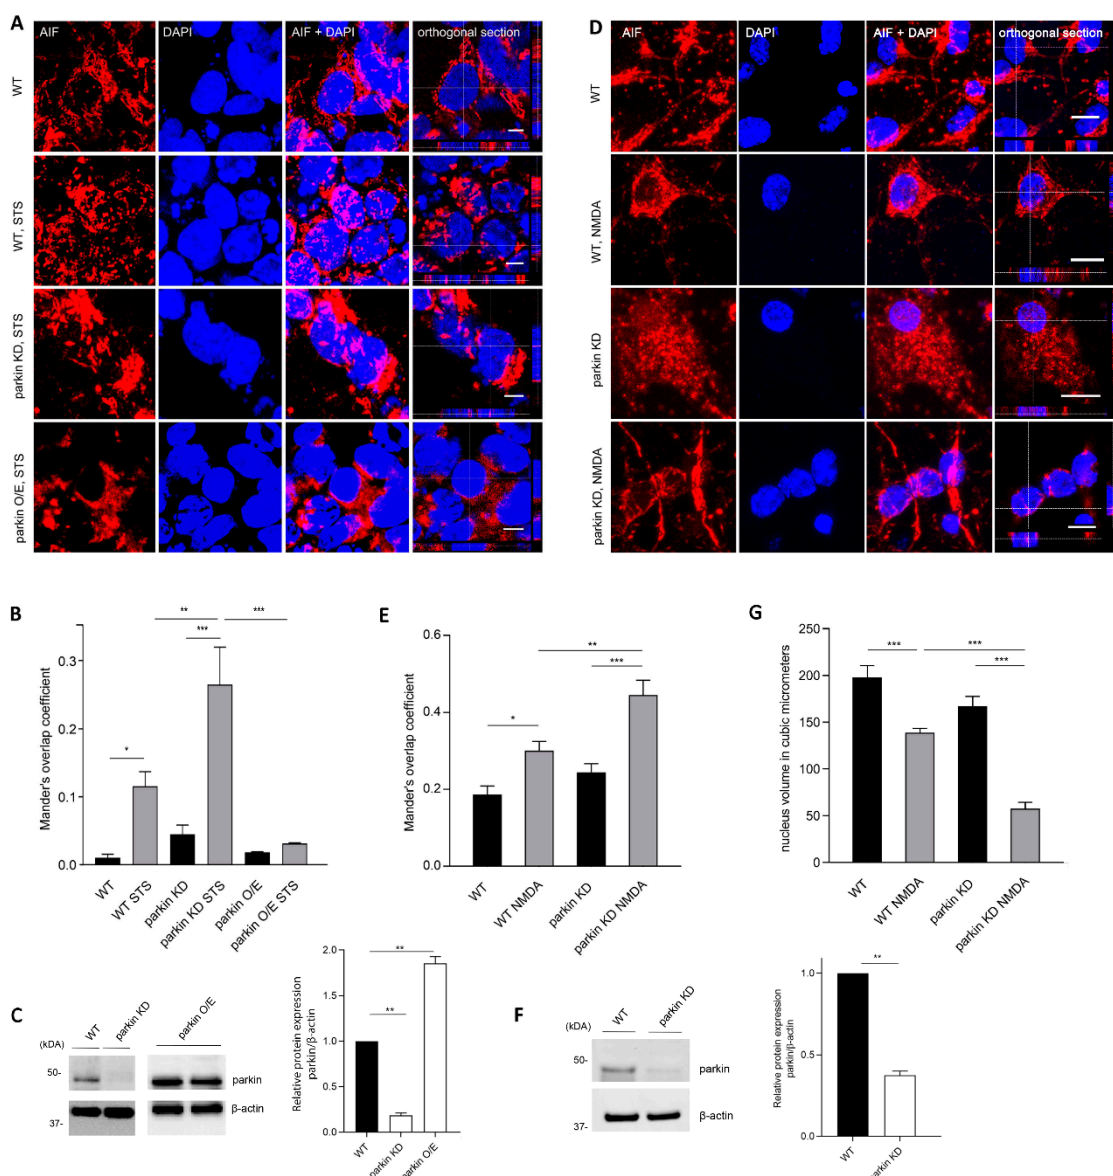 A
AIF
DAPI
AIF + DAPI
orthogonal section
WT
WT, STS
parkin KD, STS
parkin O/E, STS
D
AIF
DAPI
AIF + DAPI
orthogonal section
WT
WT, NMDA
parkin KD
parkin KD, NMDA
B
Mander's overlap coefficient
0.3
0.2
0.1
0.0
*
**
***
***
WT
WT STS
parkin KD
parkin KD STS
parkin O/E
parkin O/E STS
E
Mander's overlap coefficient
0.6
0.4
0.2
0.0
*
**
***
WT
WT NMDA
parkin KD
parkin KD NMDA
G
nucleus volume in cubic micrometers
250
200
150
100
50
0
***
***
***
WT
WT NMDA
parkin KD
parkin KD NMDA
C
(kDA)
WT
parkin KD
parkin O/E
50-
37-
parkin
β-actin
Relative protein expression
parkin/β-actin
2.0
1.5
1.0
0.5
0.0
**
**
WT
parkin KD
parkin O/E
F
(kDA)
WT
parkin KD
50-
37-
parkin
β-actin
Relative protein expression
parkin/β-actin
1.0
0.5
0.0
**
WT
parkin KD